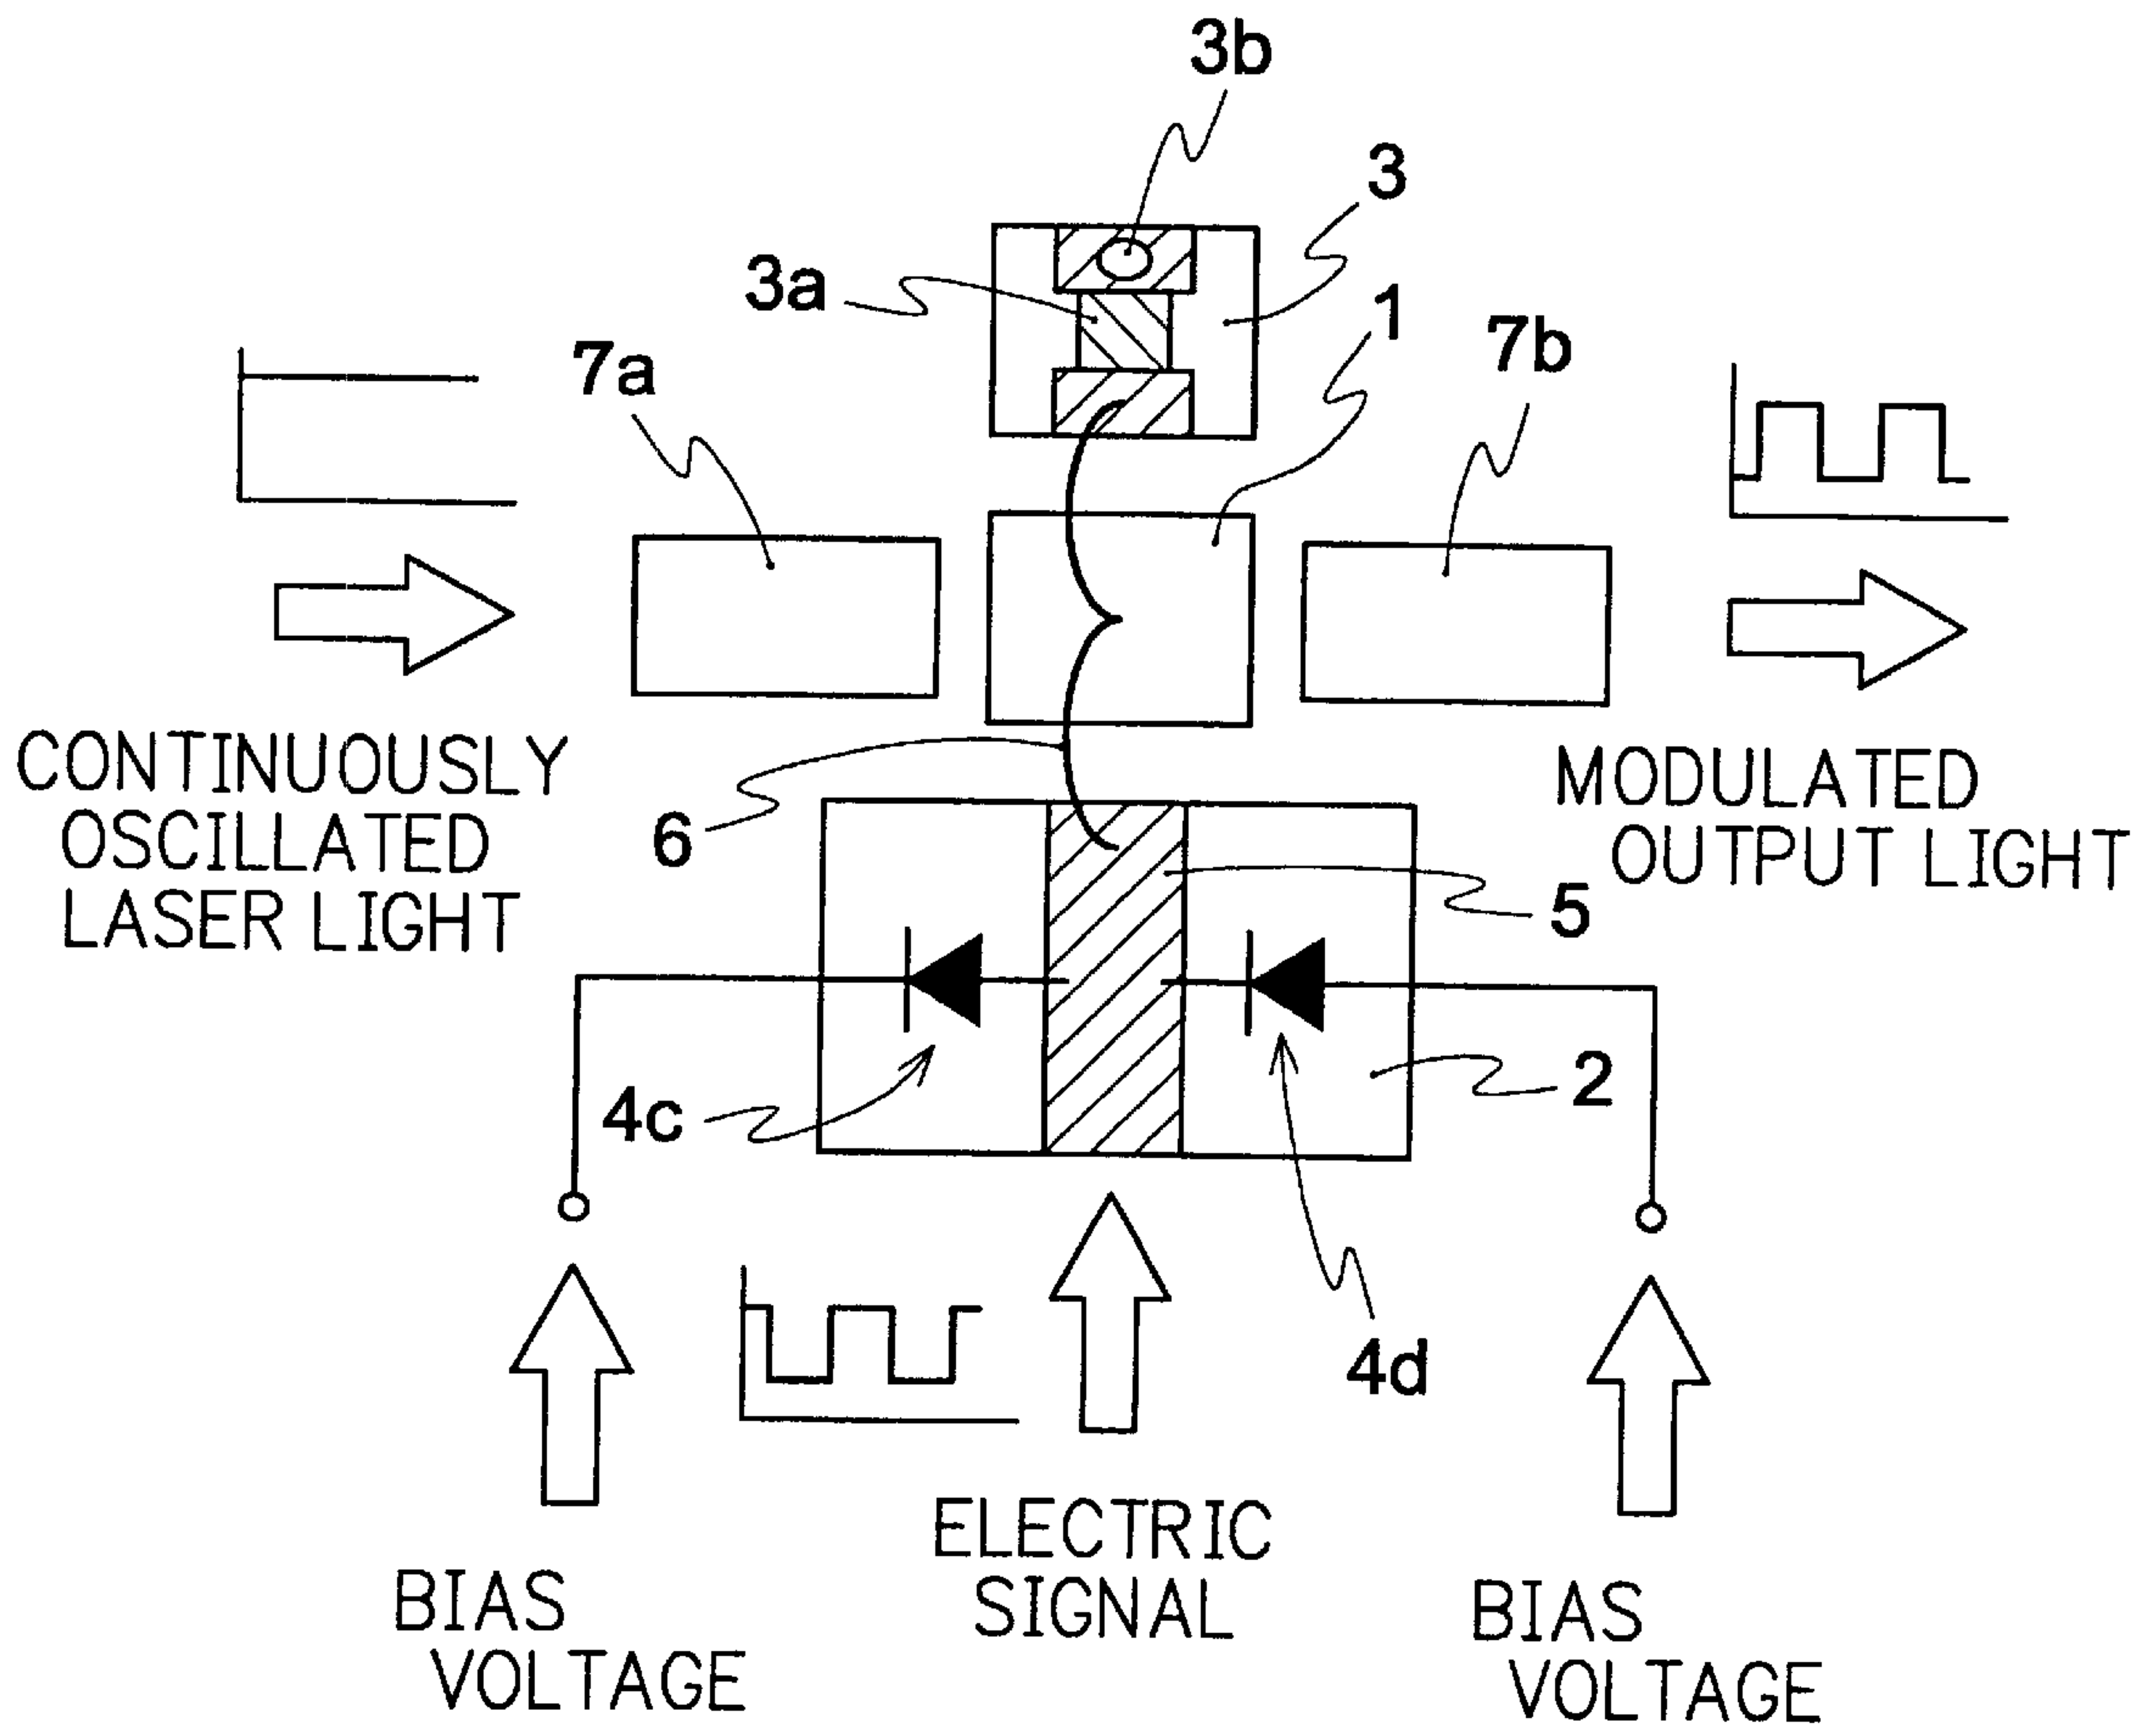 3b
3
3a
1
7a
7b
CONTINUOUSLY
OSCILLATED
LASER LIGHT
MODULATED
OUTPUT LIGHT
6
5
2
4c
4d
ELECTRIC
SIGNAL
BIAS
VOLTAGE
BIAS
VOLTAGE